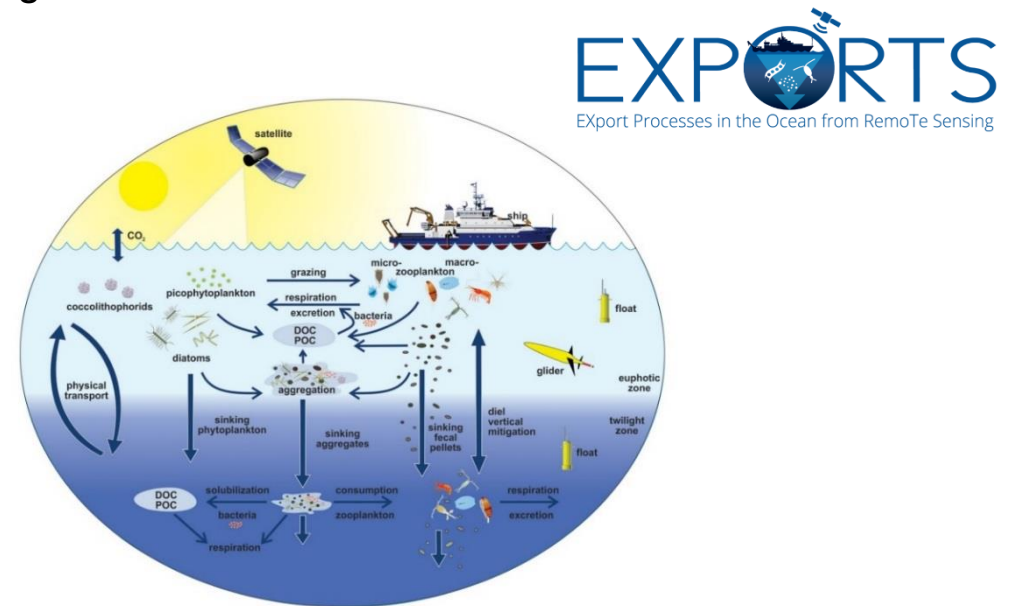 EXPORTS
EXport Processes in the Ocean from RemoTe Sensing
satellite
ship
CO₂
micro-
macro-
zooplankton
grazing
picophytoplankton
coccolithophorids
respiration
excretion
bacteria
float
DOC
POC
diatoms
glider
euphotic
zone
physical
transport
aggregation
diel
vertical
mitigation
twilight
zone
sinking
phytoplankton
sinking
aggregates
sinking
fecal
pellets
float
DOC
POC
solubilization
bacteria
consumption
zooplankton
respiration
excretion
respiration